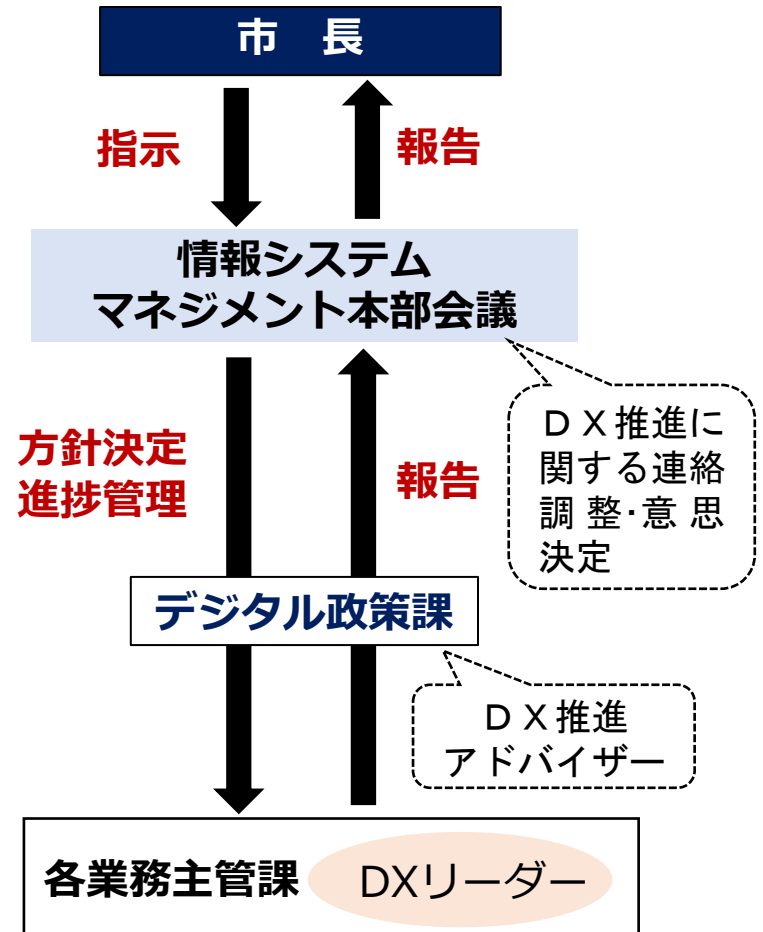 市　長
指示
報告
情報システム
マネジメント本部会議
ＤＸ推進に
関する連絡
調整・意思
決定
方針決定
進捗管理
報告
デジタル政策課
ＤＸ推進
アドバイザー
各業務主管課
DXリーダー